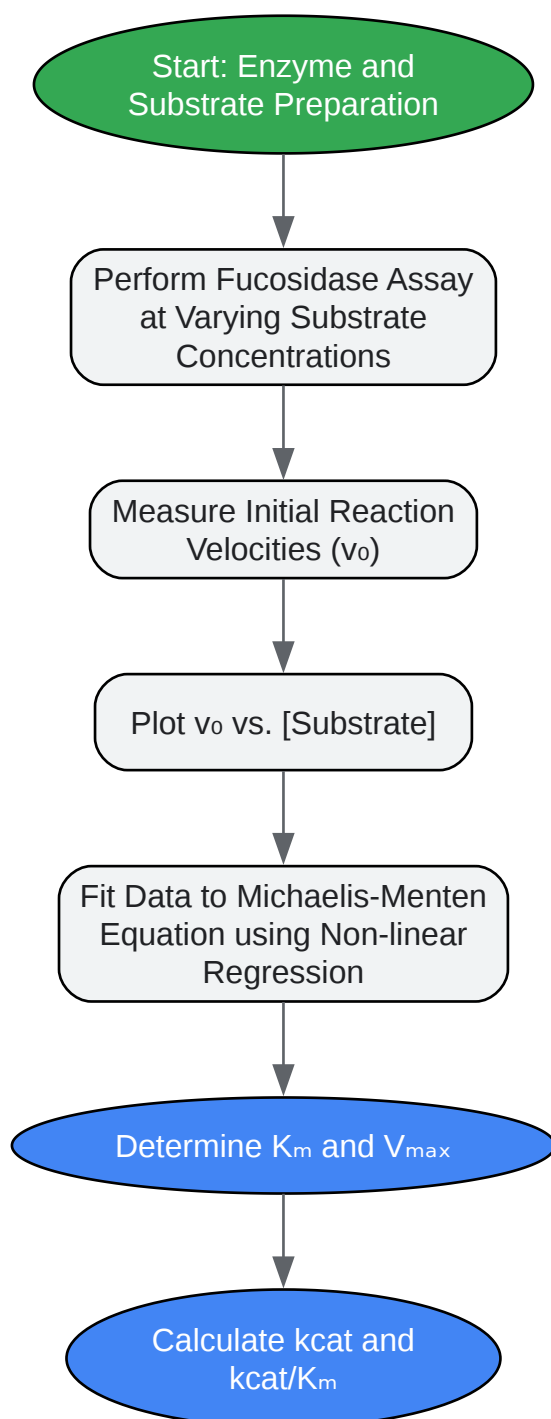 Start: Enzyme and
Substrate Preparation
Perform Fucosidase Assay
at Varying Substrate
Concentrations
Measure Initial Reaction
Velocities (v₀)
Plot v₀ vs. [Substrate]
Fit Data to Michaelis-Menten
Equation using Non-linear
Regression
Determine Kₘ and Vₘₐₓ
Calculate kcat and
kcat/Kₘ